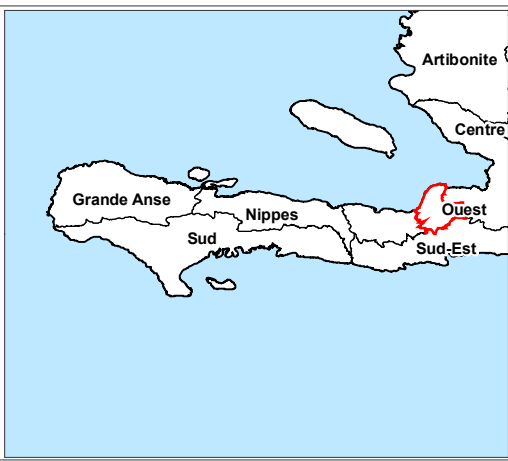 Artibonite
Centre
Grande Anse
Nippes
Ouest
Sud
Sud-Est